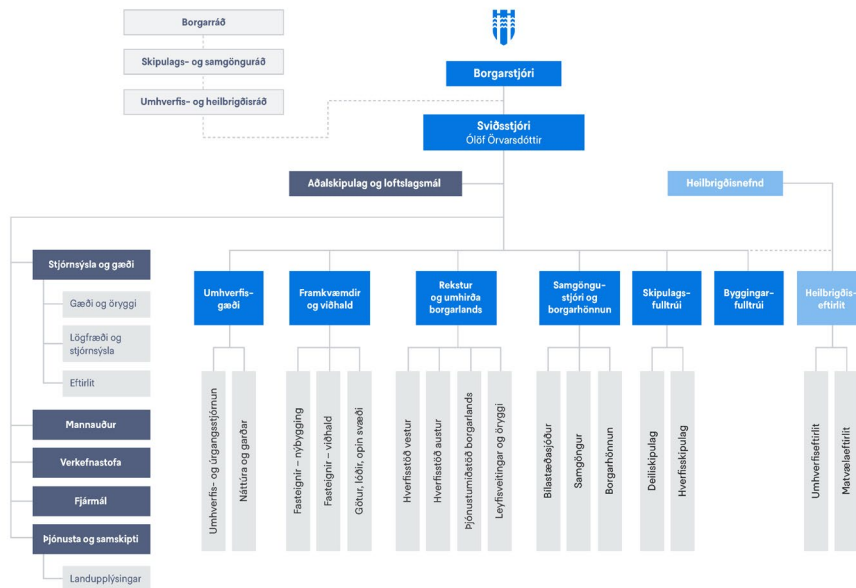 Borgarráð
Skipulags- og samgönguráð
Umhverfis- og heilbrigðisráð
Borgarstjóri
Sviðsstjóri
Ólöf Örvarsdóttir
Aðalskipulag og loftslagsmál
Heilbrigðisnefnd
Stjórnsýsla og gæði
Gæði og öryggi
Lögfræði og
stjórnsýsla
Eftirlit
Mannauður
Verkefnastofa
Fjármál
Þjónusta og samskipti
Landupplýsingar
Umhverfis-
gæði
Framkvæmdir
og viðhald
Rekstur
og umhirða
borgarlands
Samgöngu-
stjóri og
borgarhönnun
Skipulags-
fulltrúi
Byggingar-
fulltrúi
Heilbrigðis-
eftirlit
Umhverfis- og úrgangsstjórnun
Náttúra og garðar
Fasteignir – nýbygging
Fasteignir – viðhald
Götur, lóðir, opin svæði
Hverfisstöð vestur
Hverfisstöð austur
Þjónustumiðstöð borgarlands
Leyfisveitingar og öryggi
Bílastæðasjóður
Samgöngur
Borgarhönnun
Deiliskipulag
Hverfisskipulag
Umhverfiseftirlit
Matvælaeftirlit